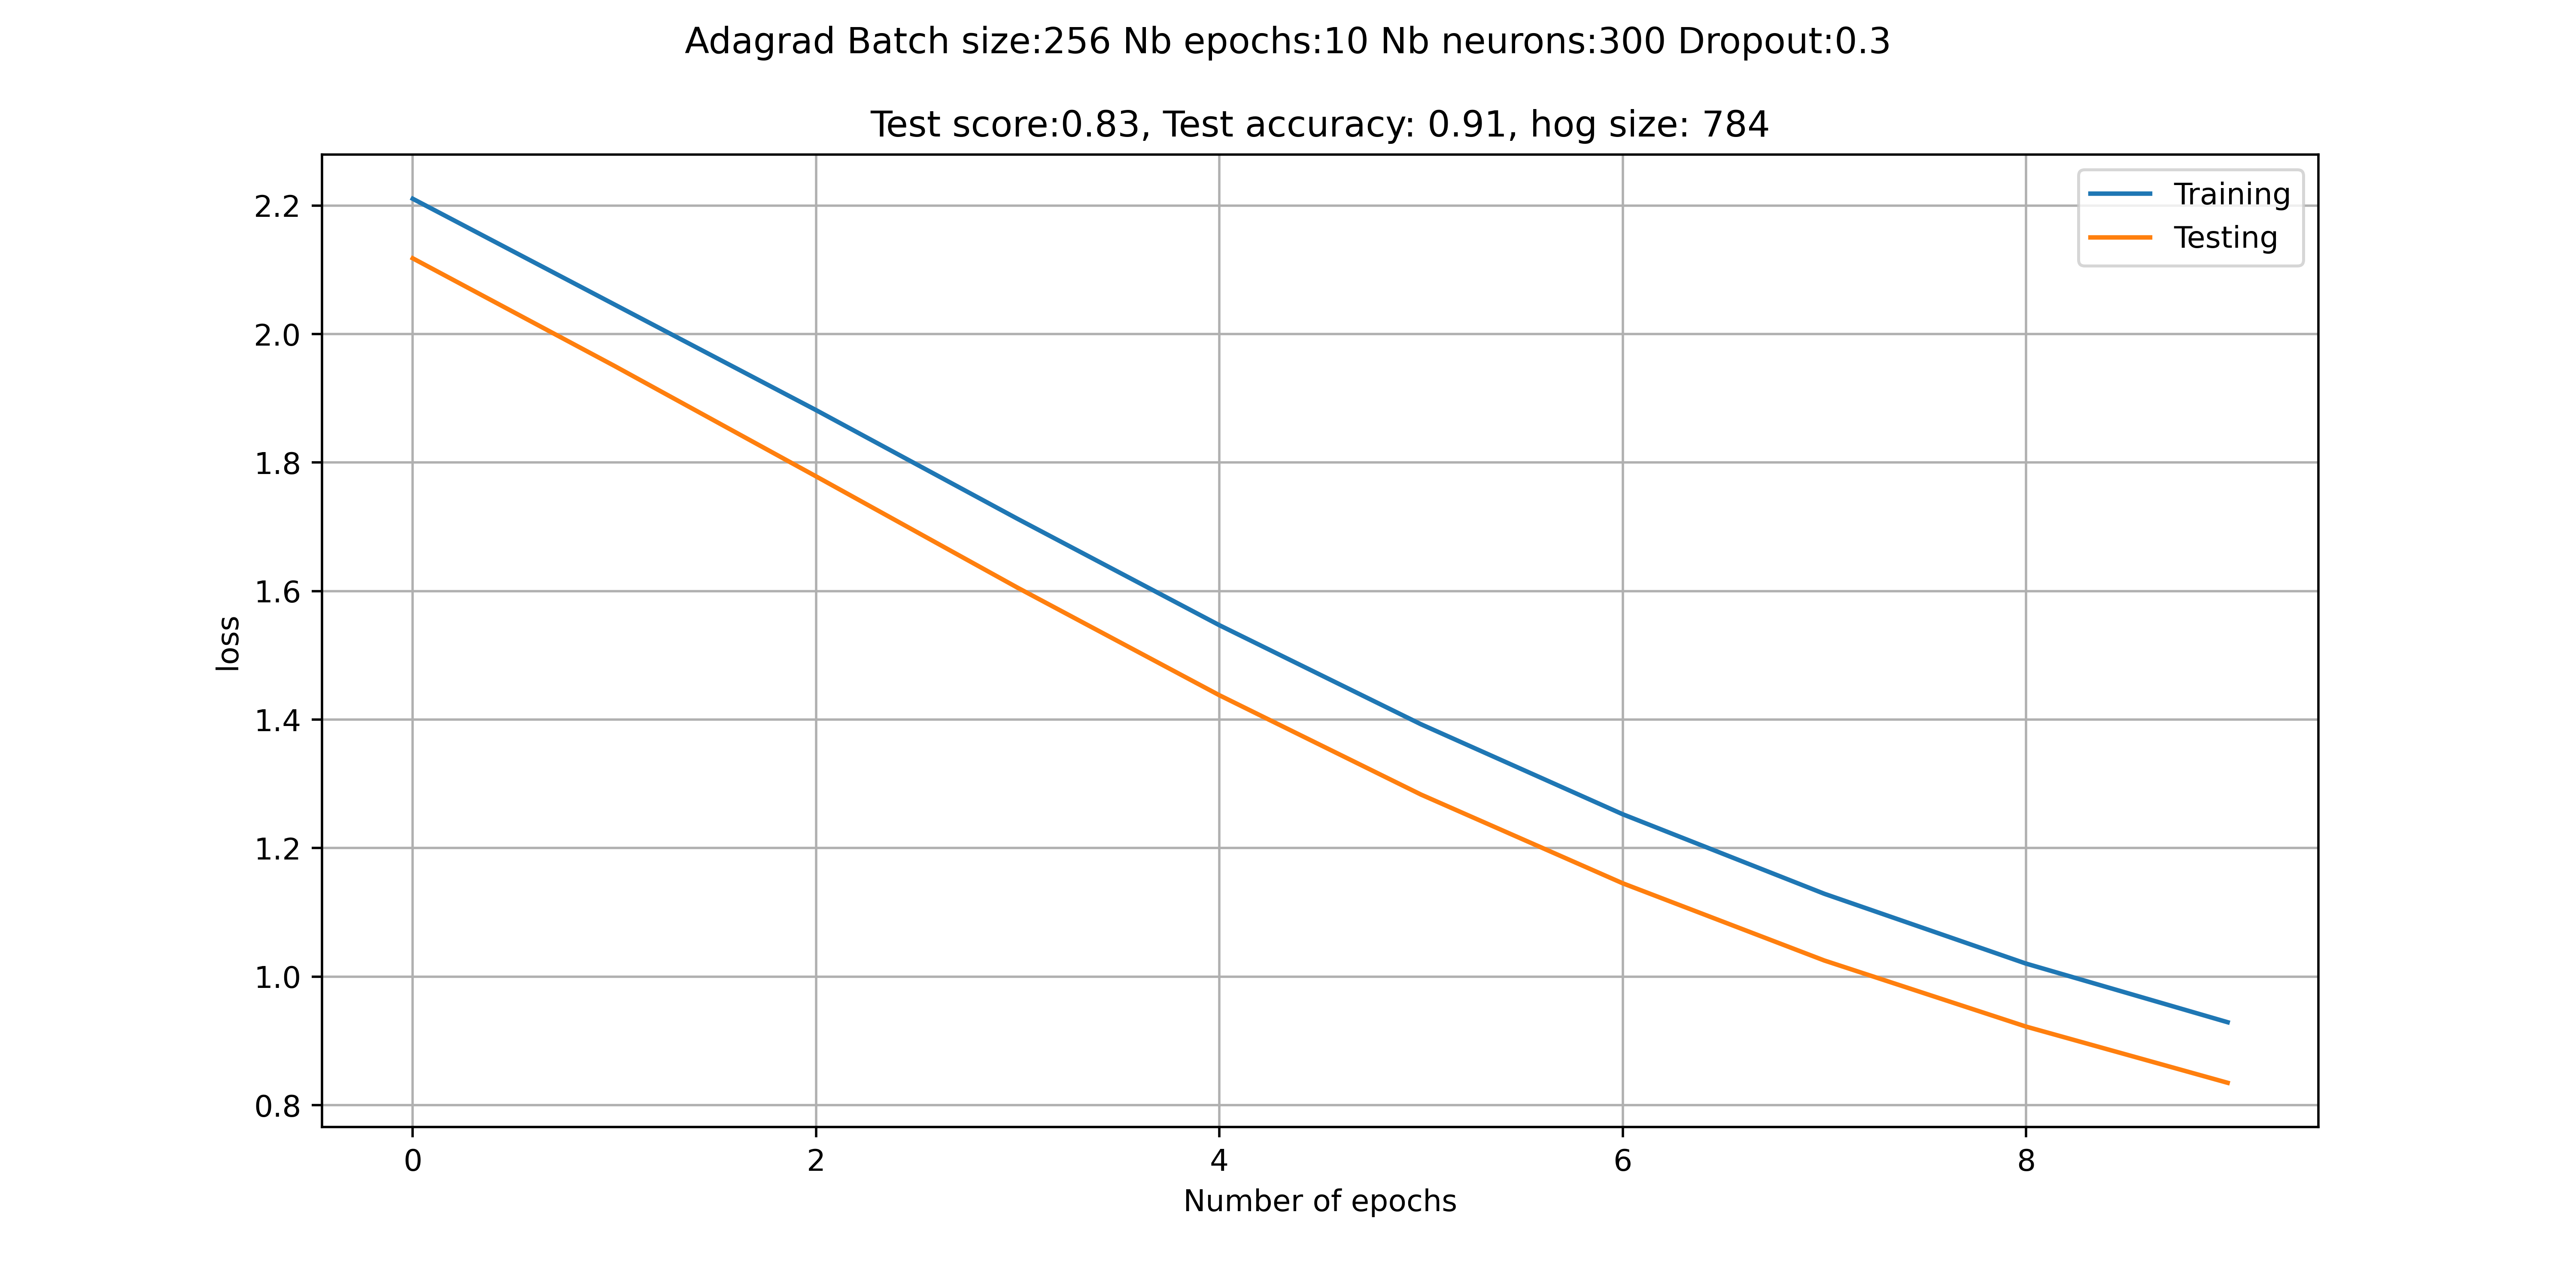 Adagrad Batch size:256 Nb epochs:10 Nb neurons:300 Dropout:0.3
Test score:0.83, Test accuracy: 0.91, hog size: 784
Training
Testing
2.2
2.0
1.8
1.6
1.4
1.2
1.0
0.8
loss
0 2 4 6 8
Number of epochs